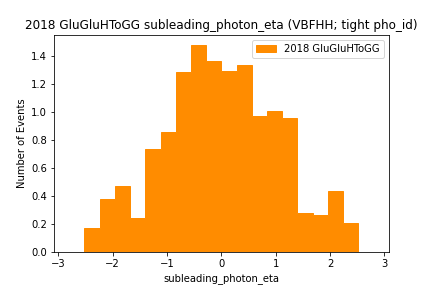 2018 GluGluHToGG subleading_photon_eta (VBFHH; tight pho_id)
2018 GluGluHToGG
Number of Events
1.4
1.2
1.0
0.8
0.6
0.4
0.2
0.0
−3 −2 −1 0 1 2 3
subleading_photon_eta